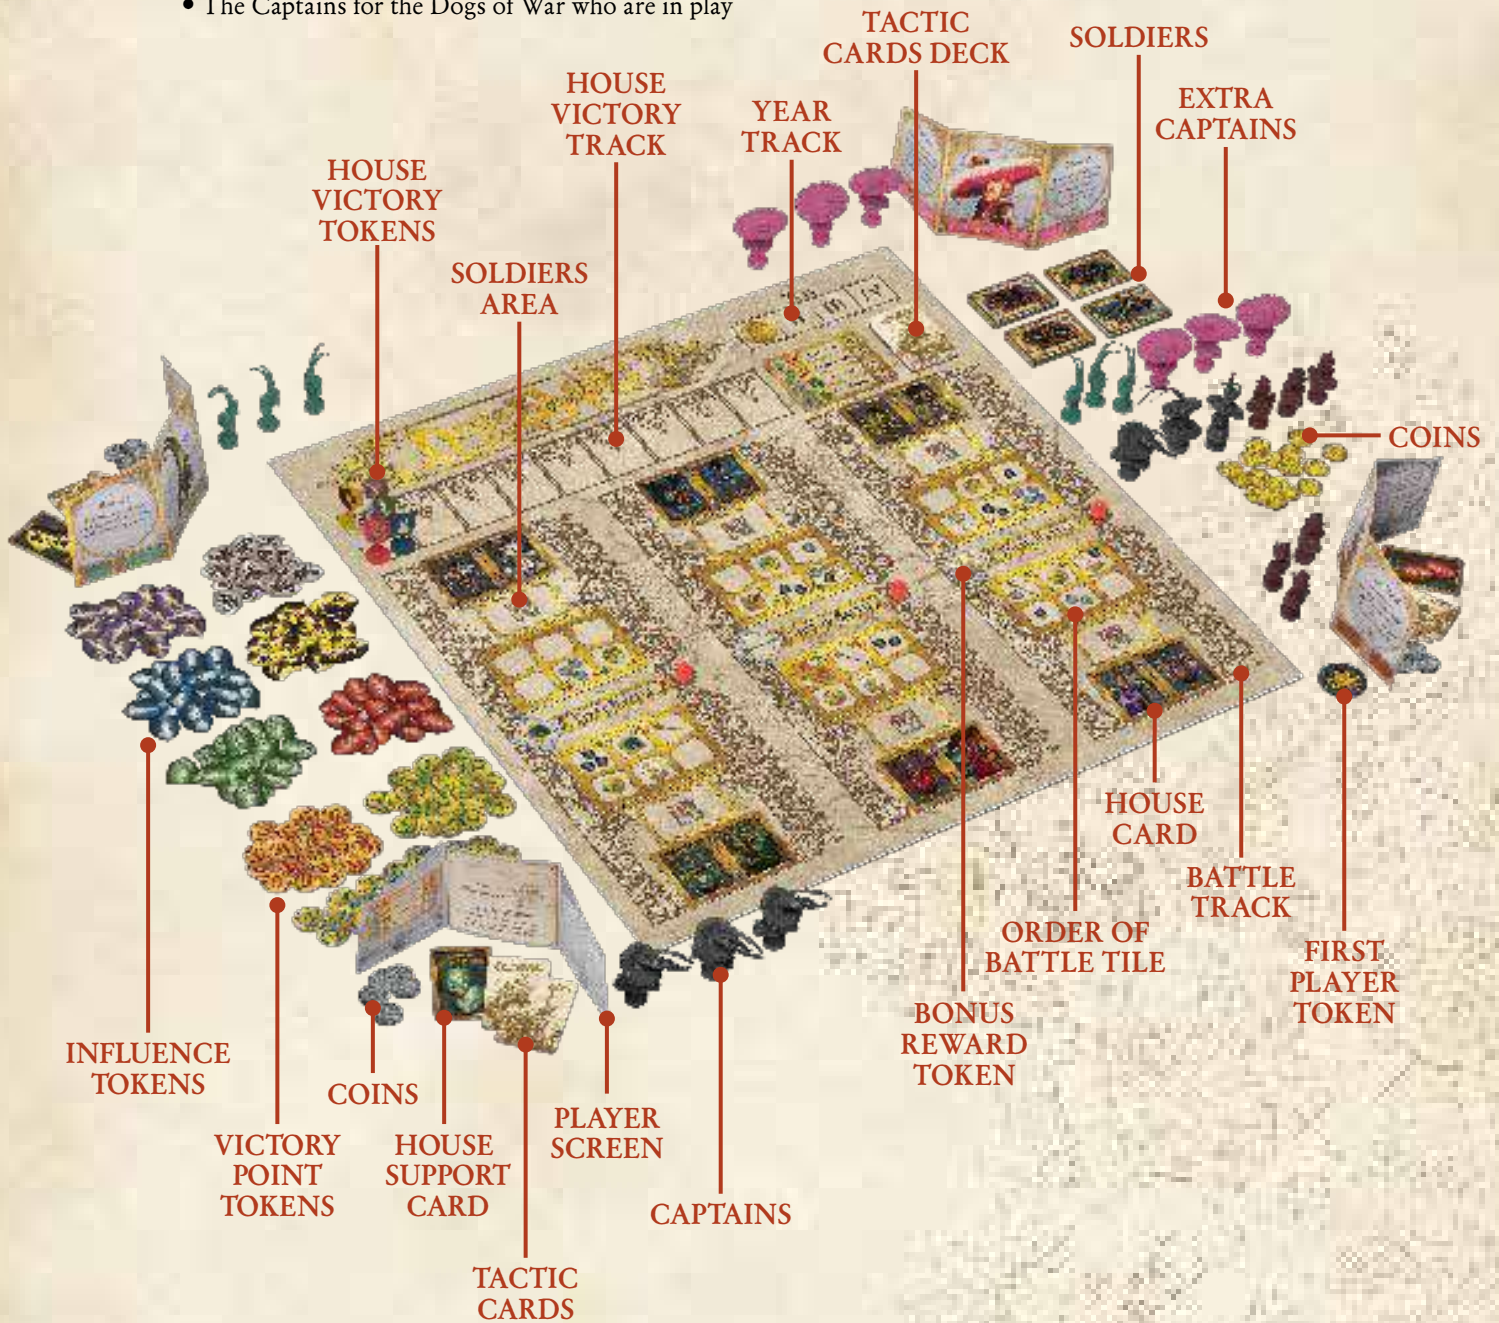 • The Captains for the Dogs of War who are in play
TACTIC
CARDS DECK
SOLDIERS
HOUSE
VICTORY
TRACK
YEAR
TRACK
EXTRA
CAPTAINS
HOUSE
VICTORY
TOKENS
SOLDIERS
AREA
COINS
HOUSE
CARD
BATTLE
TRACK
ORDER OF
BATTLE TILE
FIRST
PLAYER
TOKEN
BONUS
REWARD
TOKEN
INFLUENCE
TOKENS
COINS
VICTORY
POINT
TOKENS
HOUSE
SUPPORT
CARD
PLAYER
SCREEN
CAPTAINS
TACTIC
CARDS